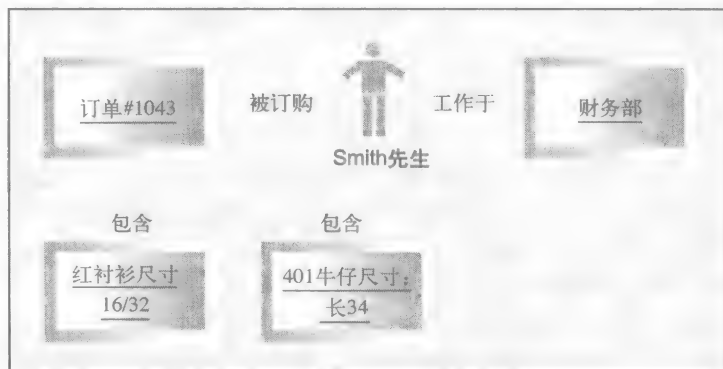 订单#1043
被订购
工作于
财务部
Smith先生
包含
包含
红衬衫尺寸
16/32
401牛仔尺寸:
长34